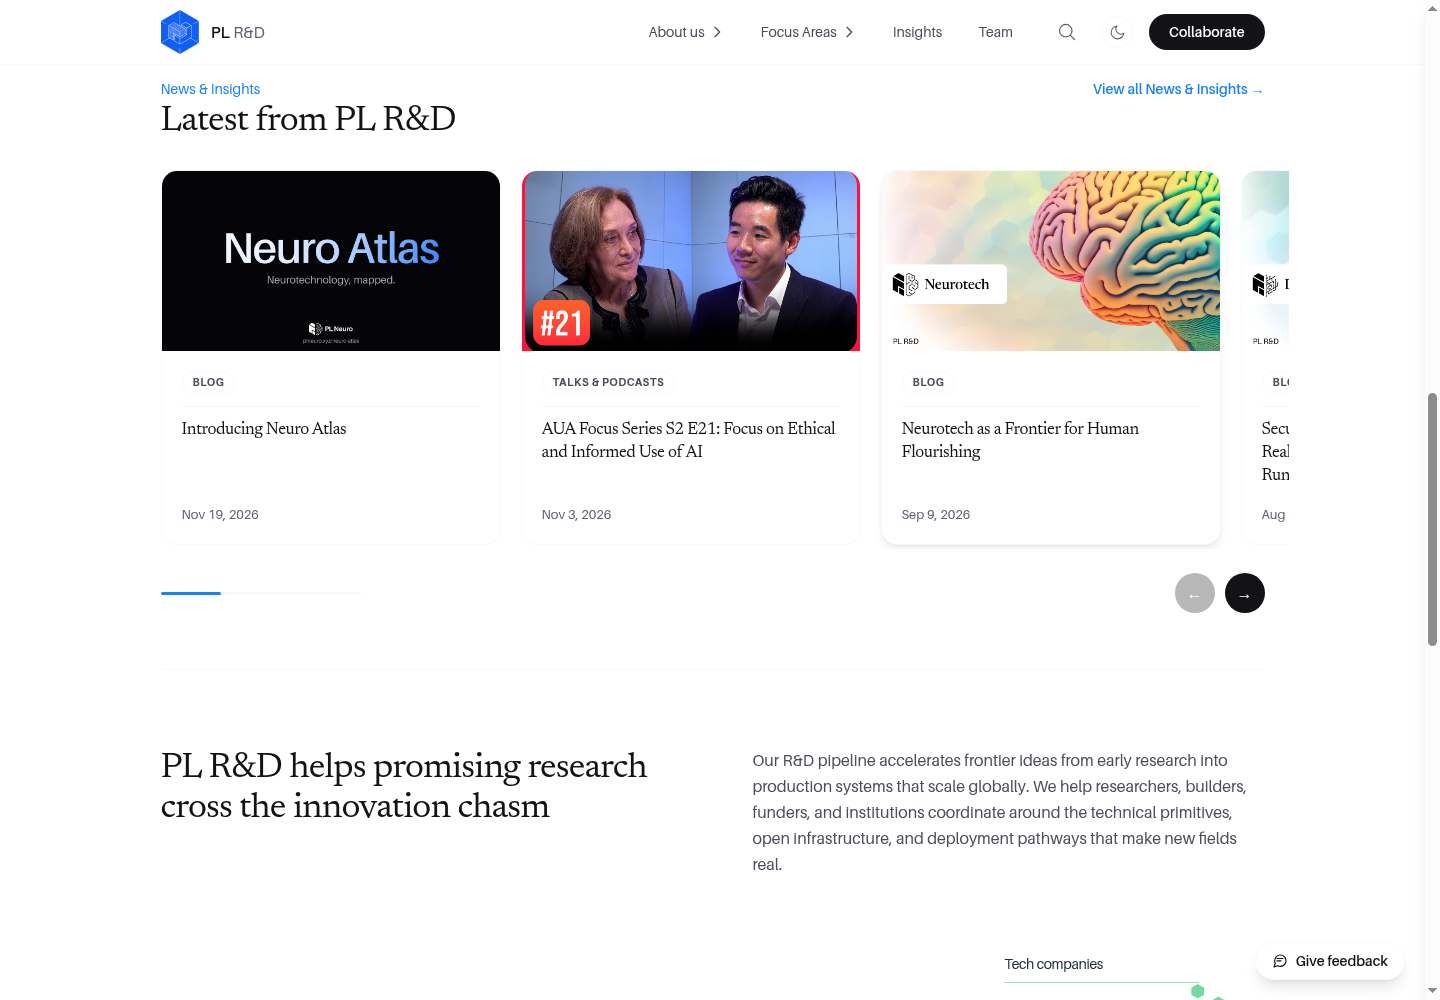 PL R&D
About us
Focus Areas
Insights
Team
Collaborate
News & Insights
View all News & Insights →
Latest from PL R&D
Neuro Atlas
Neurotechnology, mapped.
PL Neuro
#21
Neurotech
PL R&D
PL R&D
BLOG
TALKS & PODCASTS
BLOG
Introducing Neuro Atlas
AUA Focus Series S2 E21: Focus on Ethical
and Informed Use of AI
Neurotech as a Frontier for Human
Flourishing
Nov 19, 2026
Nov 3, 2026
Sep 9, 2026
Aug
← →
PL R&D helps promising research
cross the innovation chasm
Our R&D pipeline accelerates frontier ideas from early research into
production systems that scale globally. We help researchers, builders,
funders, and institutions coordinate around the technical primitives,
open infrastructure, and deployment pathways that make new fields
real.
Tech companies
Give feedback